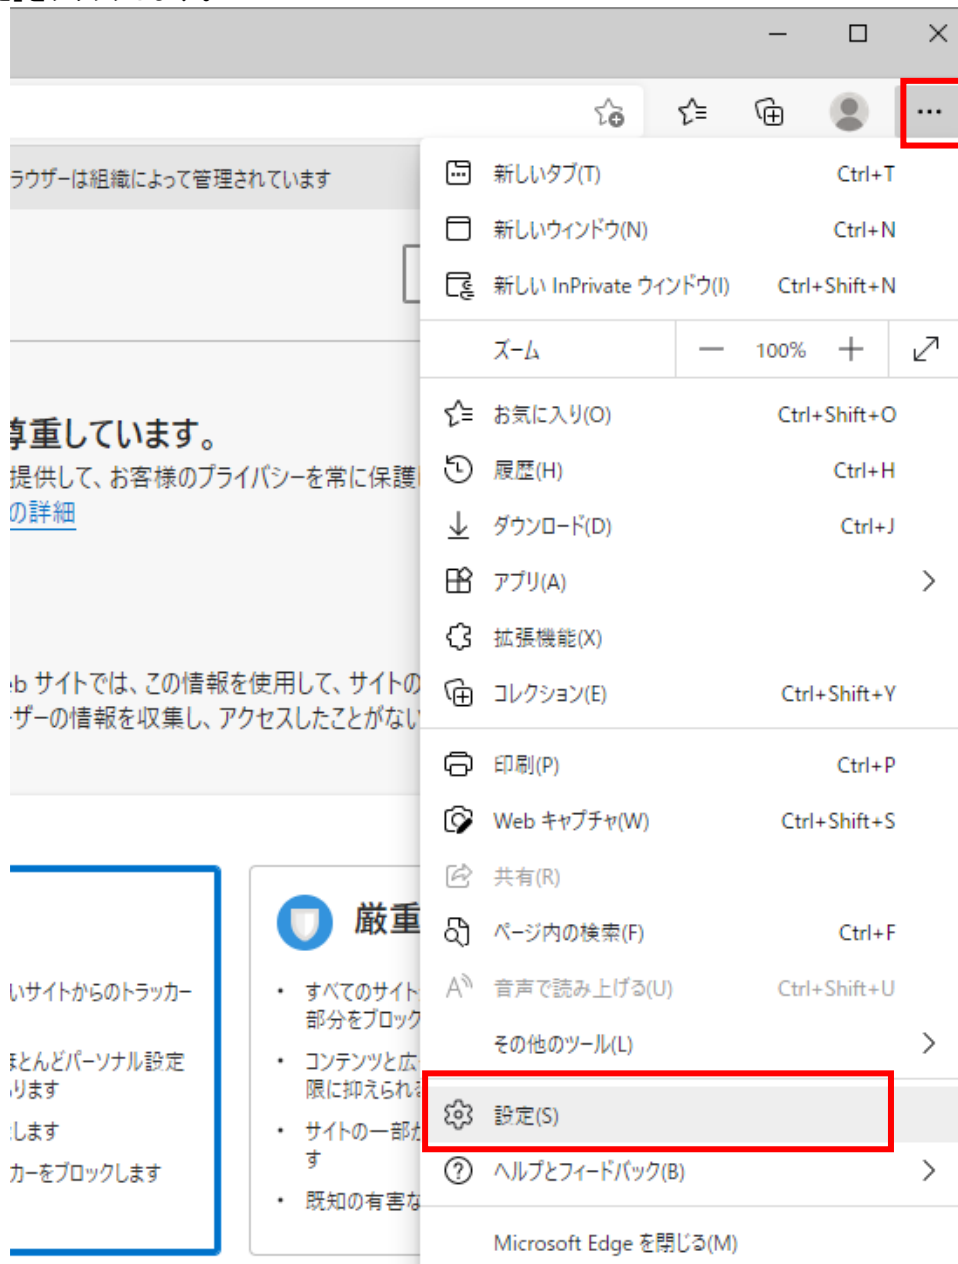 ラウザーは組織によって管理されています
尊重しています。
提供して、お客様のプライバシーを常に保護
の詳細
eb サイトでは、この情報を使用して、サイトの
ーザーの情報を収集し、アクセスしたことがない
いサイトからのトラッカー
ほとんどパーソナル設定
ります
します
カーをブロックします
厳重
• すべてのサイト
部分をブロック
• コンテンツと広
限に抑えられ
• サイトの一部
す
• 既知の有害な
新しいタブ(T) Ctrl+T
新しいウィンドウ(N) Ctrl+N
新しい InPrivate ウィンドウ(I) Ctrl+Shift+N
ズーム — 100% +
お気に入り(O) Ctrl+Shift+O
履歴(H) Ctrl+H
ダウンロード(D) Ctrl+J
アプリ(A)
拡張機能(X)
コレクション(E) Ctrl+Shift+Y
印刷(P) Ctrl+P
Web キャプチャ(W) Ctrl+Shift+S
共有(R)
ページ内の検索(F) Ctrl+F
音声で読み上げる(U) Ctrl+Shift+U
その他のツール(L)
設定(S)
ヘルプとフィードバック(B)
Microsoft Edge を閉じる(M)